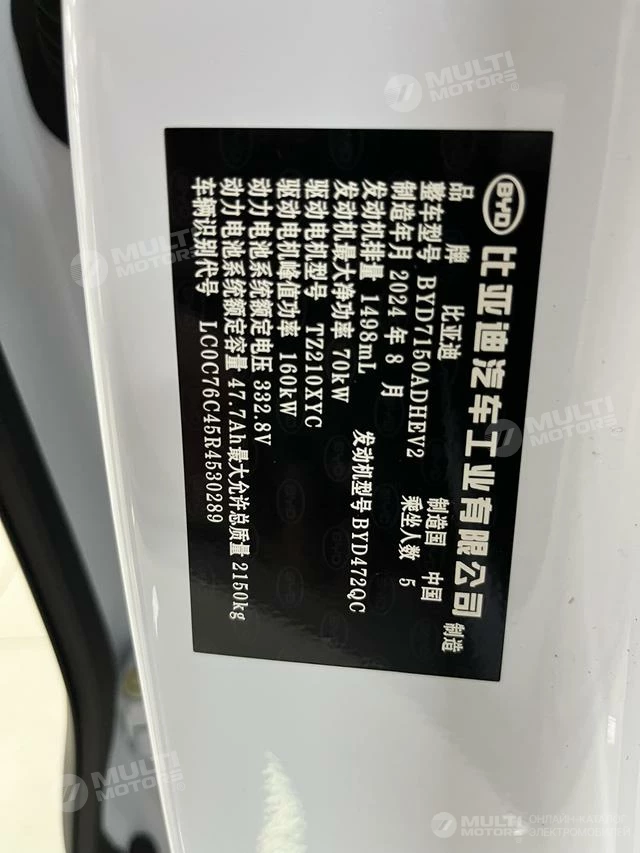 BYD 比亚迪汽车工业有限公司 制造
品 牌 比亚迪 制造国 中国
整车型号 BYD7150ADHEV2 乘坐人数 5
制造年月 2024 年 8 月
发动机排量 1498mL 发动机型号 BYD472QC
发动机最大净功率 70kW
驱动电机型号 TZ210XYC
驱动电机峰值功率 160kW
动力电池系统额定电压 332.8V
动力电池系统额定容量 47.7Ah 最大允许总质量 2150kg
车辆识别代号 LC0C76C45R4530289
MULTI MOTORS®
MULTI MOTORS
MULTI MOTORS
MULTI MOTORS
MULTI MOTORS
ОНЛАЙН-КАТАЛОГ
ЭЛЕКТРОМОБИЛЕЙ